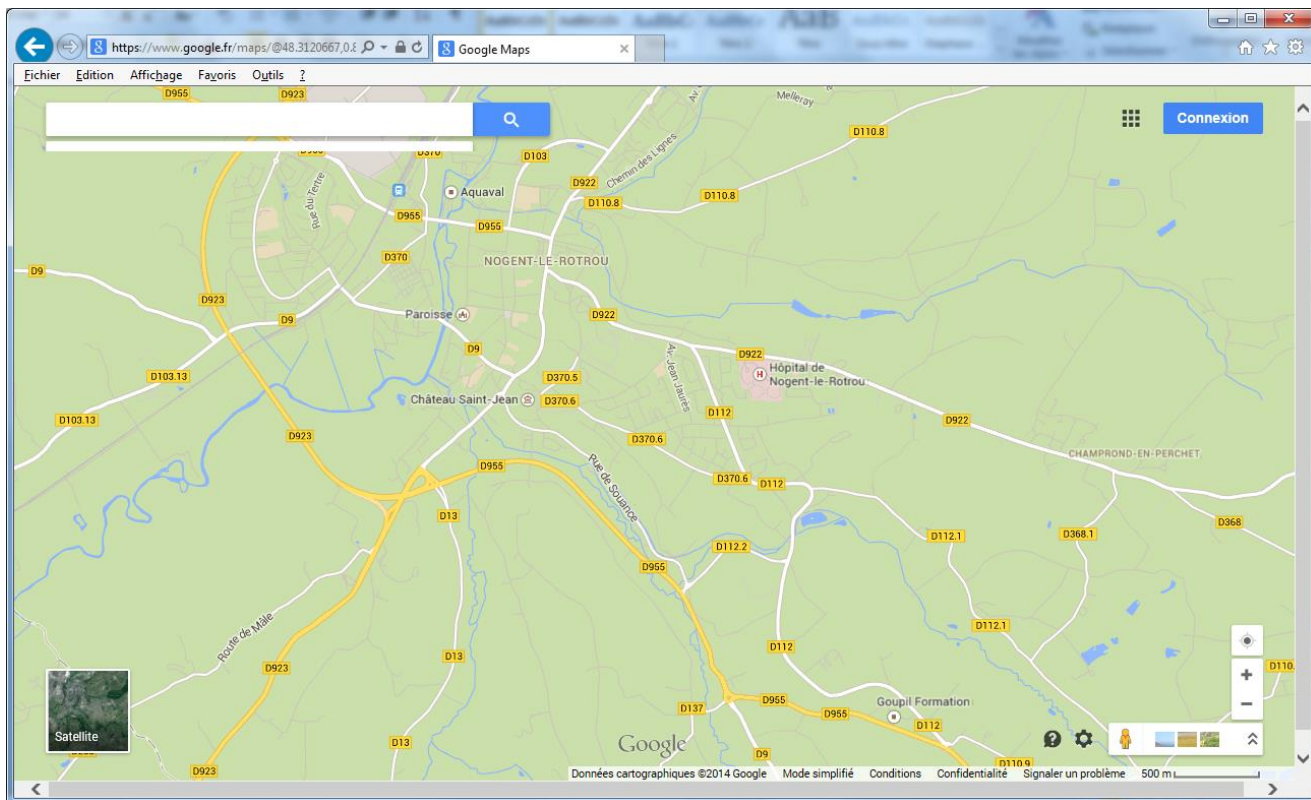 https://www.google.fr/maps/@48.3120667,0.8
Google Maps
Fichier Edition Affichage Favoris Outils ?
D955
D923
Melleray
Connexion
D110.8
D103
Chemin des Lignes
D922
Rue du Tertre
Aquaval
D110.8
D110.8
D955
D955
D370
NOGENT-LE-ROTROU
D9
D923
Paroisse
D922
D9
D9
Av. Jean Jaurès
D922
Hôpital de
Nogent-le-Rotrou
D103.13
D370.5
Château Saint-Jean
D370.6
D112
D103.13
D922
D923
D370.6
CHAMPROND-EN-PERCHET
D955
Rue de Souance
D370.6
D112
D13
D368
D112.1
D368.1
D112.2
D955
D112.1
Route de Mâle
D112
D13
D923
D110.
Satellite
D137
D955
Goupil Formation
D955
D112
D13
Google
D9
D110.9
D923
Données cartographiques ©2014 Google Mode simplifié Conditions Confidentialité Signaler un problème 500 m